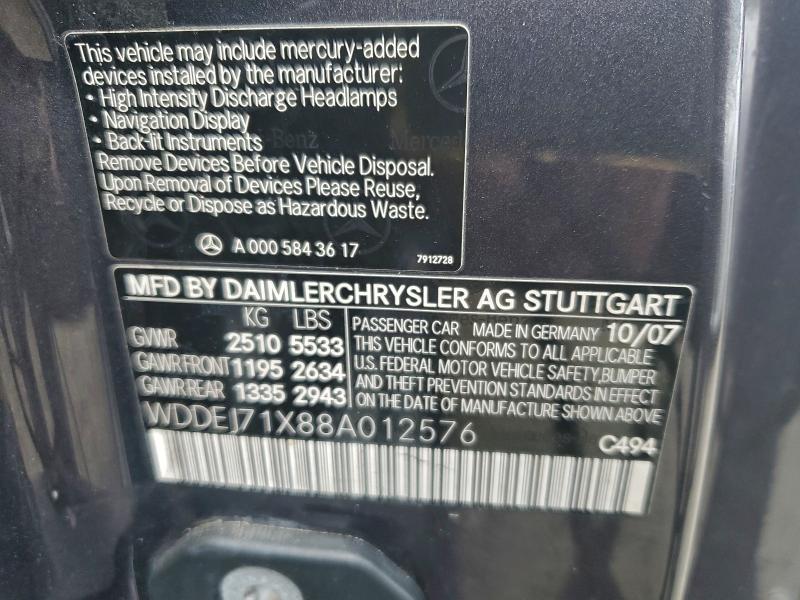 This vehicle may include mercury-added
devices installed by the manufacturer:
• High Intensity Discharge Headlamps
• Navigation Display
• Back-lit Instruments
Remove Devices Before Vehicle Disposal.
Upon Removal of Devices Please Reuse,
Recycle or Dispose as Hazardous Waste.
A 000 584 36 17
7912728
MFD BY DAIMLERCHRYSLER AG STUTTGART
KG LBS
GVWR 2510 5533
GAWR FRONT 1195 2634
GAWR REAR 1335 2943
PASSENGER CAR MADE IN GERMANY 10/07
THIS VEHICLE CONFORMS TO ALL APPLICABLE
U.S. FEDERAL MOTOR VEHICLE SAFETY, BUMPER
AND THEFT PREVENTION STANDARDS IN EFFECT
ON THE DATE OF MANUFACTURE SHOWN ABOVE
WDDEJ71X88A012576
C494